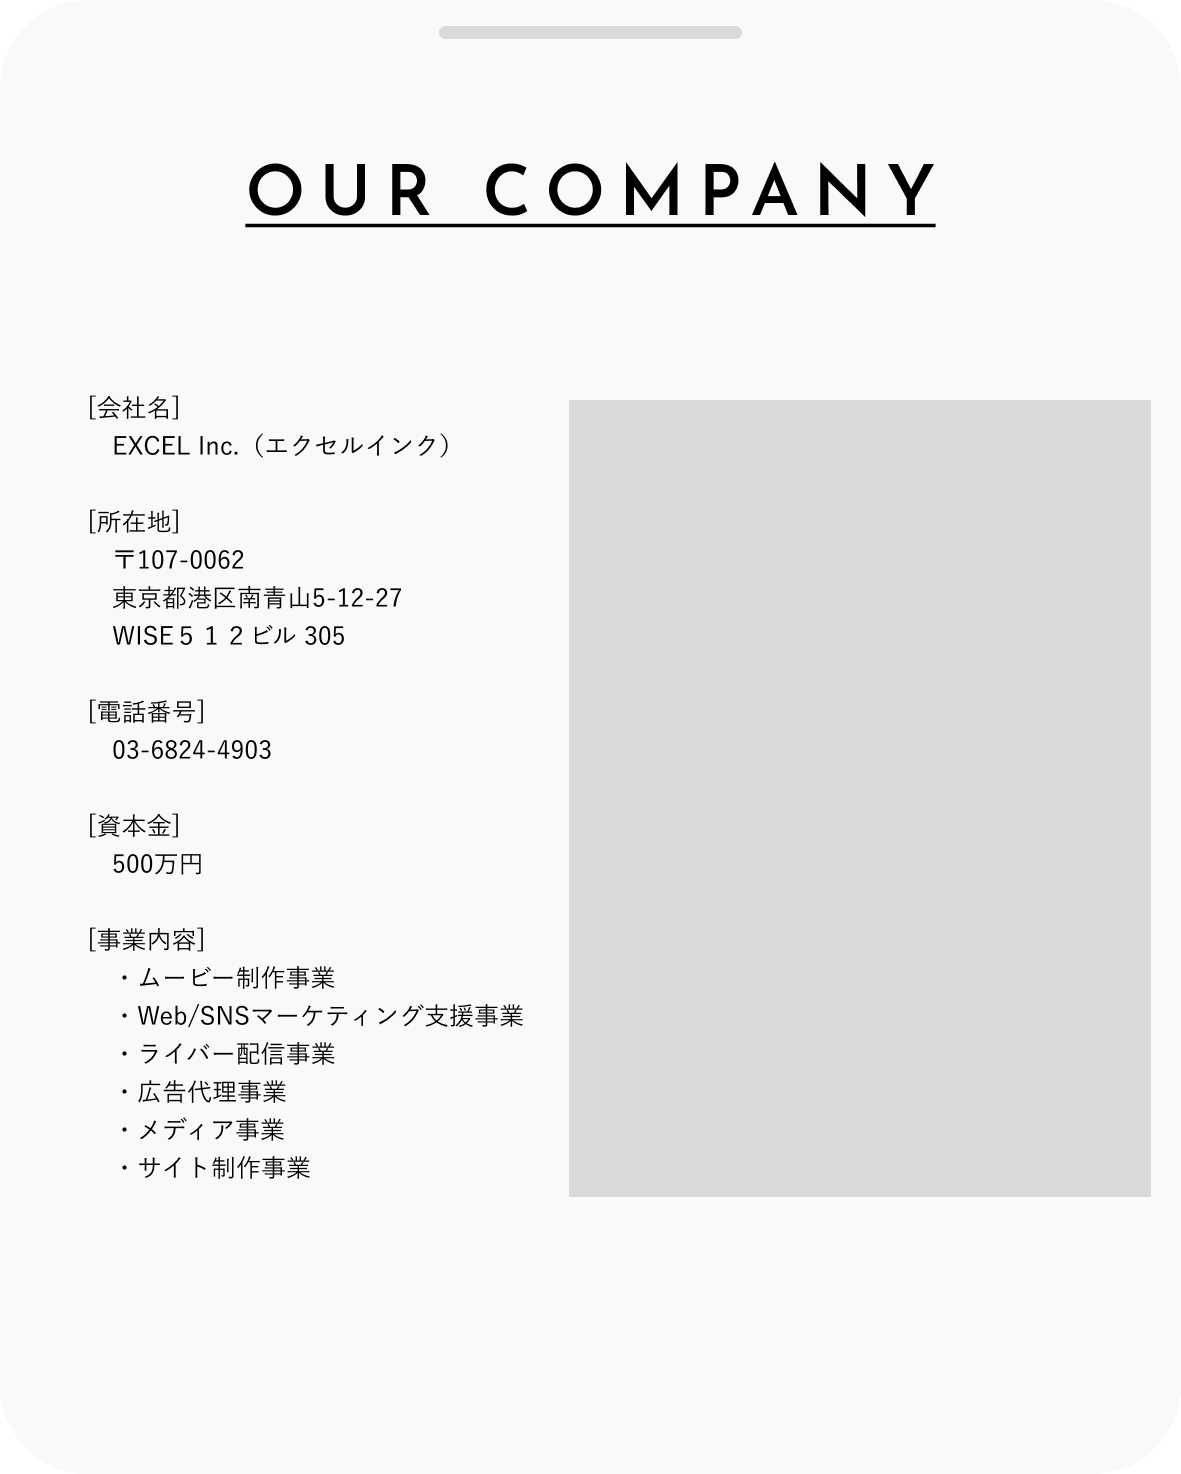 OUR COMPANY
[会社名]
EXCEL Inc.（エクセルインク）
[所在地]
〒107-0062
東京都港区南青山5-12-27
WISE５１２ビル 305
[電話番号]
03-6824-4903
[資本金]
500万円
[事業内容]
・ムービー制作事業
・Web/SNSマーケティング支援事業
・ライバー配信事業
・広告代理事業
・メディア事業
・サイト制作事業